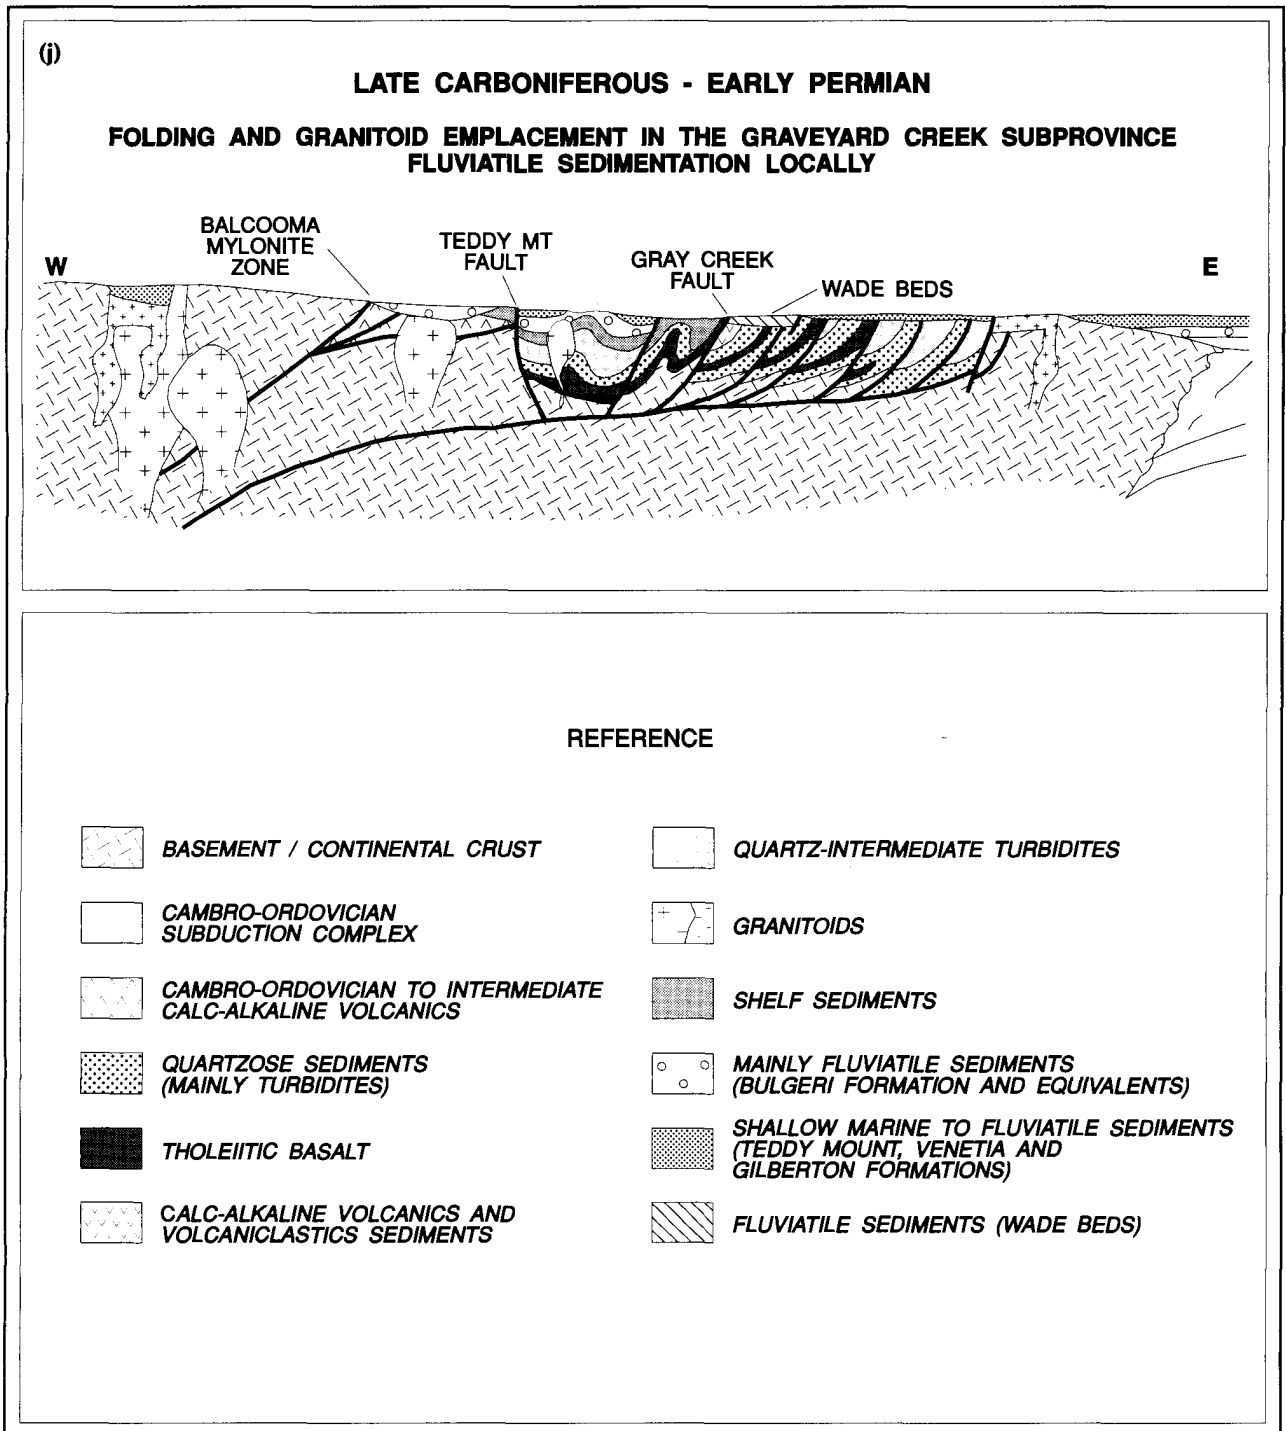 (j)
LATE CARBONIFEROUS - EARLY PERMIAN
FOLDING AND GRANITOID EMPLACEMENT IN THE GRAVEYARD CREEK SUBPROVINCE
FLUVIATILE SEDIMENTATION LOCALLY
BALCOOMA
MYLONITE
ZONE
TEDDY MT
FAULT
GRAY CREEK
FAULT
WADE BEDS
W
E
REFERENCE
BASEMENT / CONTINENTAL CRUST
CAMBRO-ORDOVICIAN
SUBDUCTION COMPLEX
CAMBRO-ORDOVICIAN TO INTERMEDIATE
CALC-ALKALINE VOLCANICS
QUARTZOSE SEDIMENTS
(MAINLY TURBIDITES)
THOLEIITIC BASALT
CALC-ALKALINE VOLCANICS AND
VOLCANICLASTICS SEDIMENTS
QUARTZ-INTERMEDIATE TURBIDITES
GRANITOIDS
SHELF SEDIMENTS
MAINLY FLUVIATILE SEDIMENTS
(BULGERI FORMATION AND EQUIVALENTS)
SHALLOW MARINE TO FLUVIATILE SEDIMENTS
(TEDDY MOUNT, VENETIA AND
GILBERTON FORMATIONS)
FLUVIATILE SEDIMENTS (WADE BEDS)